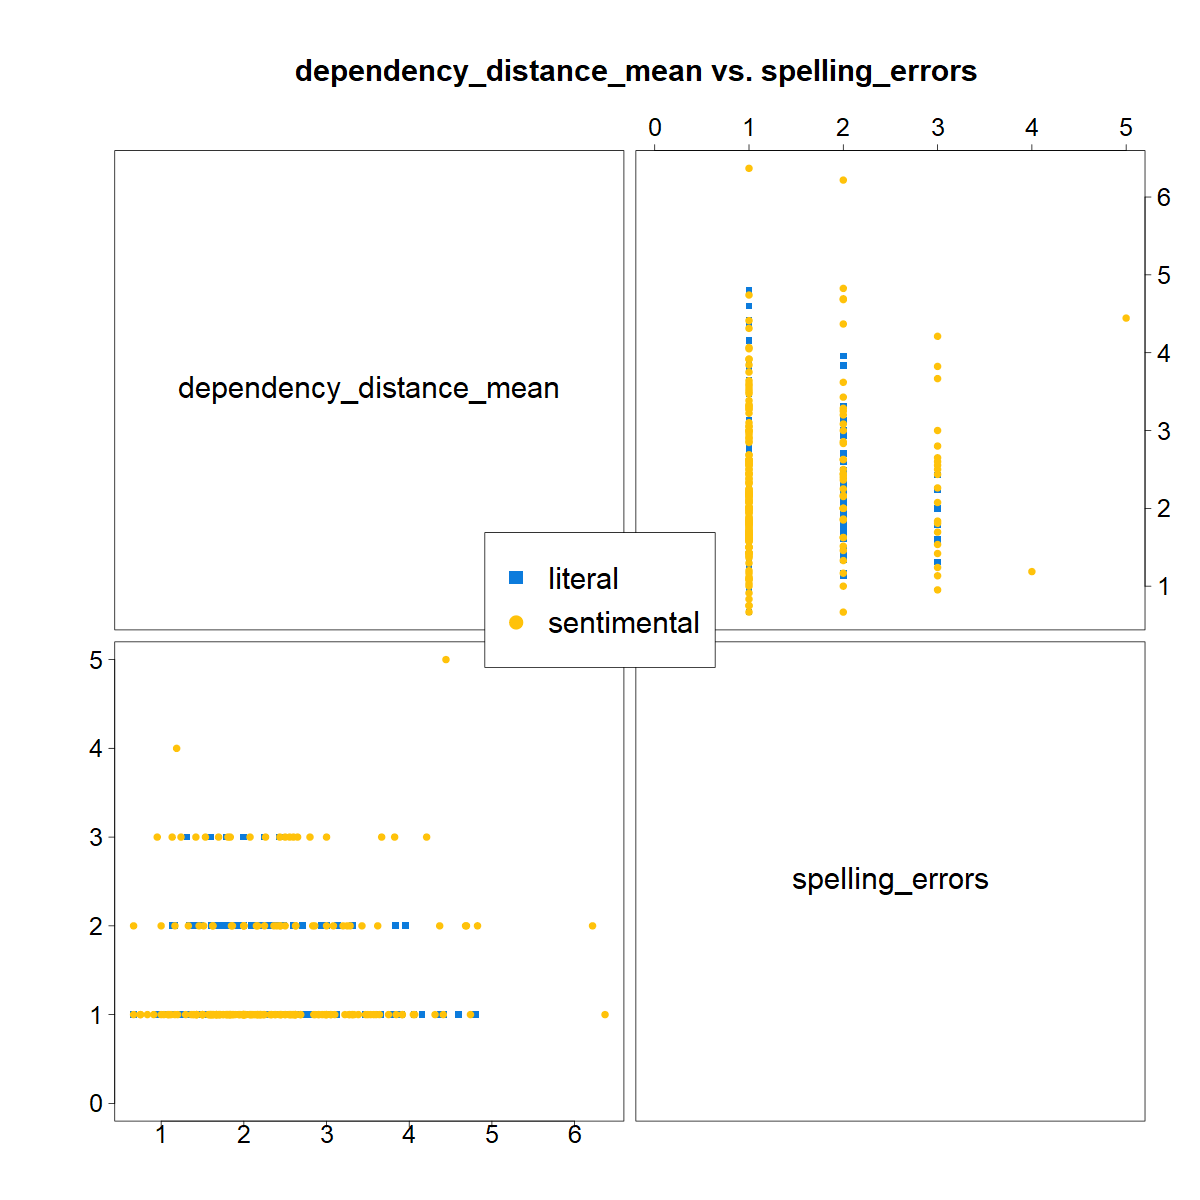 dependency_distance_mean vs. spelling_errors
0 1 2 3 4 5
6
5
4
3
2
1
dependency_distance_mean
literal
sentimental
5
4
3
2
1
0
spelling_errors
1 2 3 4 5 6